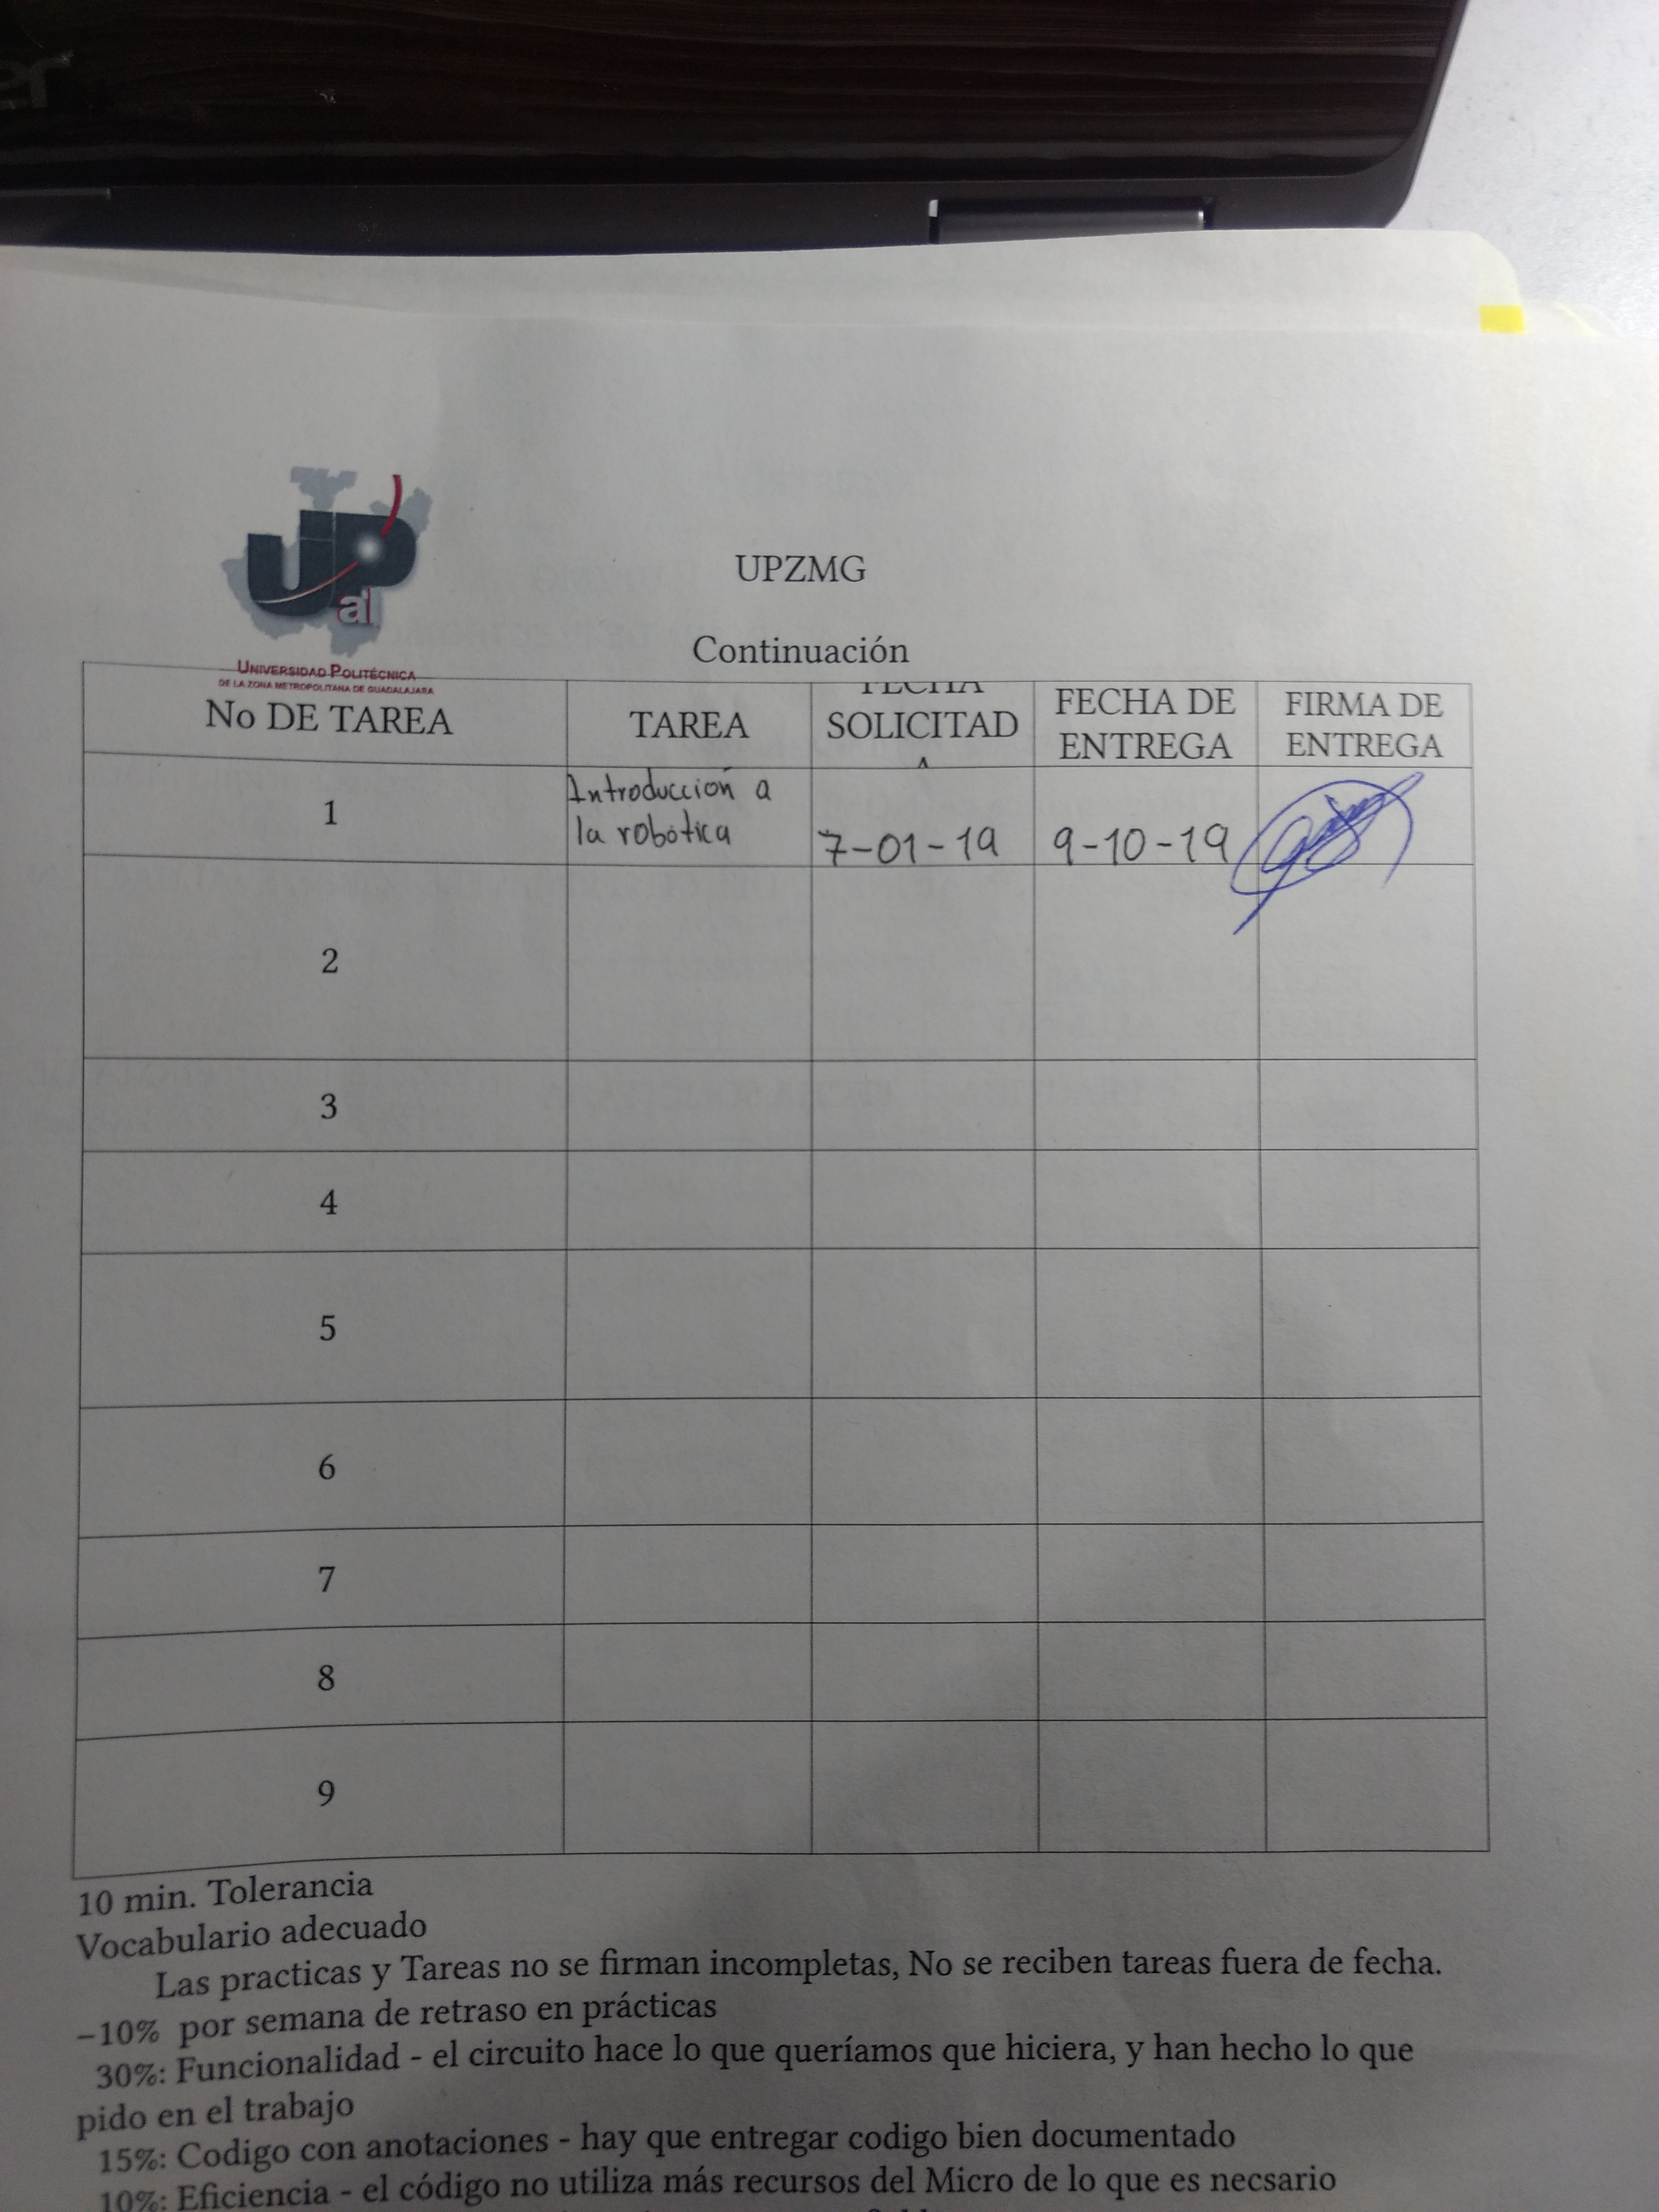 er
UP
al
UNIVERSIDAD POLITÉCNICA
DE LA ZONA METROPOLITANA DE GUADALAJARA
UPZMG
Continuación
No DE TAREA
TAREA
FECHA
SOLICITAD
A
FECHA DE
ENTREGA
FIRMA DE
ENTREGA
1
Introducción a
la robótica
7-01-19
9-10-19
2
3
4
5
6
7
8
9
10 min. Tolerancia
Vocabulario adecuado
Las practicas y Tareas no se firman incompletas, No se reciben tareas fuera de fecha.
–10% por semana de retraso en prácticas
30%: Funcionalidad - el circuito hace lo que queríamos que hiciera, y han hecho lo que
pido en el trabajo
15%: Codigo con anotaciones - hay que entregar codigo bien documentado
10%: Eficiencia - el código no utiliza más recursos del Micro de lo que es necsario